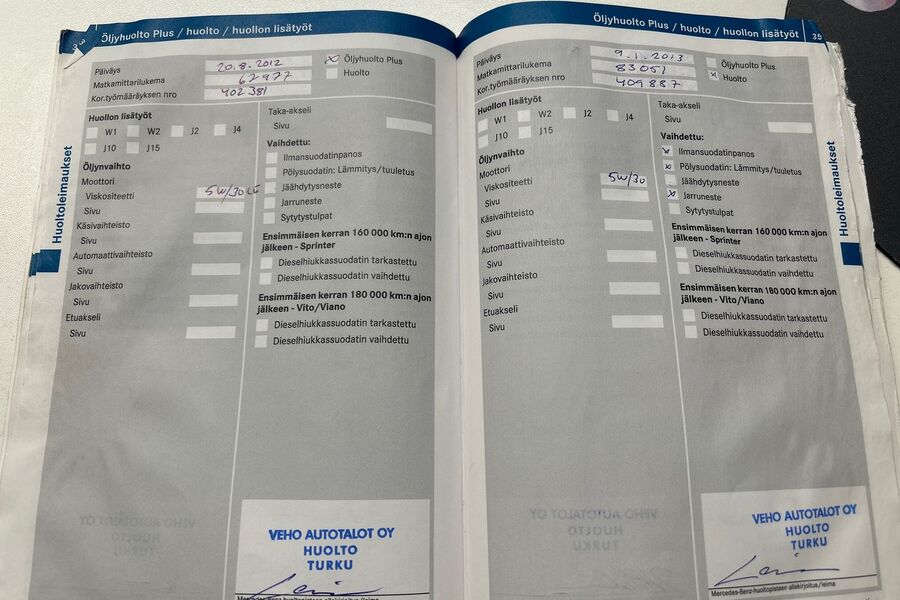 Öljyhuolto Plus / huolto / huollon lisätyöt
Päiväys 20.8.2012
Matkamittarilukema 67977
Kor.työmääräyksen nro 402381
Öljyhuolto Plus
Huolto
Huollon lisätyöt
W1 W2 J2 J4
J10 J15
Öljynvaihto
Moottori
Viskositeetti 5W/30
Sivu
Käsivaihteisto
Sivu
Automaattivaihteisto
Sivu
Jakovaihteisto
Sivu
Etuakseli
Sivu
Taka-akseli
Sivu
Vaihdettu:
Ilmansuodatinpanos
Pölysuodatin: Lämmitys/tuuletus
Jäähdytysneste
Jarruneste
Sytytystulpat
Ensimmäisen kerran 160 000 km:n ajon
jälkeen - Sprinter
Dieselhiukkassuodatin tarkastettu
Dieselhiukkassuodatin vaihdettu
Ensimmäisen kerran 180 000 km:n ajon
jälkeen - Vito/Viano
Dieselhiukkassuodatin tarkastettu
Dieselhiukkassuodatin vaihdettu
VEHO AUTOTALOT OY
HUOLTO
TURKU
Mercedes-Benz-huoltopisteen allekirjoitus/leima
Huoltoleimaukset
Öljyhuolto Plus / huolto / huollon lisätyöt 35
Päiväys 9.1.2013
Matkamittarilukema 83051
Kor.työmääräyksen nro 409887
Öljyhuolto Plus
Huolto
Huollon lisätyöt
W1 W2 J2 J4
J10 J15
Öljynvaihto
Moottori
Viskositeetti 5W/30
Sivu
Käsivaihteisto
Sivu
Automaattivaihteisto
Sivu
Jakovaihteisto
Sivu
Etuakseli
Sivu
Taka-akseli
Sivu
Vaihdettu:
Ilmansuodatinpanos
Pölysuodatin: Lämmitys/tuuletus
Jäähdytysneste
Jarruneste
Sytytystulpat
Ensimmäisen kerran 160 000 km:n ajon
jälkeen - Sprinter
Dieselhiukkassuodatin tarkastettu
Dieselhiukkassuodatin vaihdettu
Ensimmäisen kerran 180 000 km:n ajon
jälkeen - Vito/Viano
Dieselhiukkassuodatin tarkastettu
Dieselhiukkassuodatin vaihdettu
VEHO AUTOTALOT OY
HUOLTO
TURKU
Mercedes-Benz-huoltopisteen allekirjoitus/leima
Huoltoleimaukset